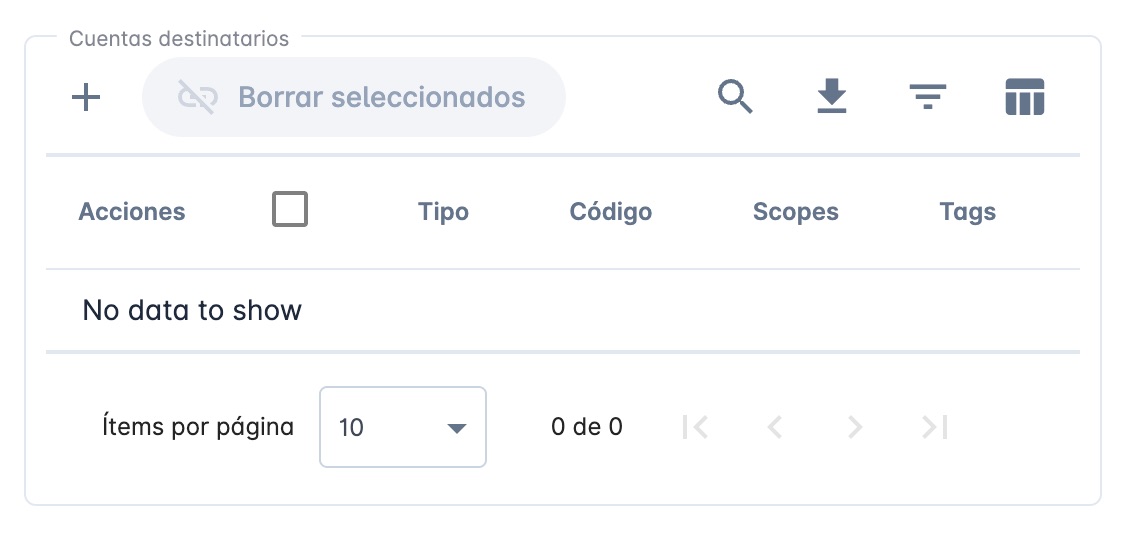 Cuentas destinatarios
Borrar seleccionados
Acciones Tipo Código Scopes Tags
No data to show
Ítems por página 10 0 de 0